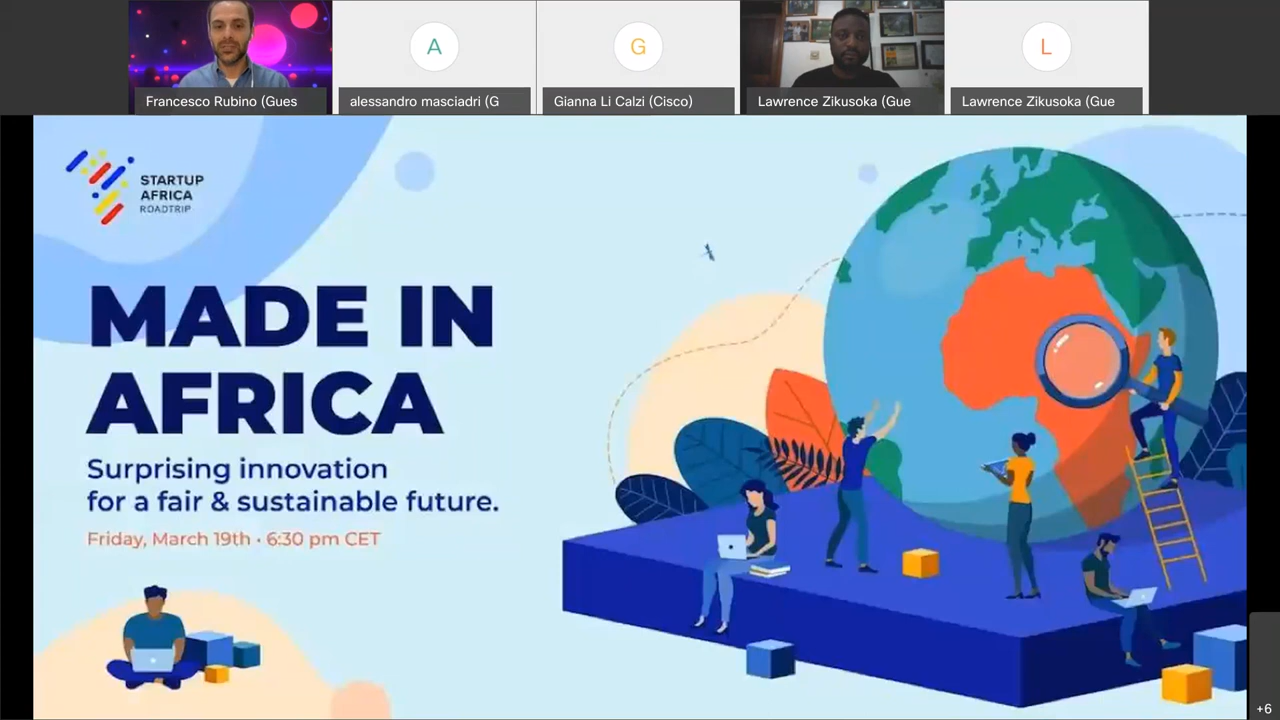 A
G
L
Francesco Rubino (Gues
alessandro masciadri (G
Gianna Li Calzi (Cisco)
Lawrence Zikusoka (Gue
Lawrence Zikusoka (Gue
STARTUP
AFRICA
ROADTRIP
MADE IN
AFRICA
Surprising innovation
for a fair & sustainable future.
Friday, March 19th • 6:30 pm CET
+6